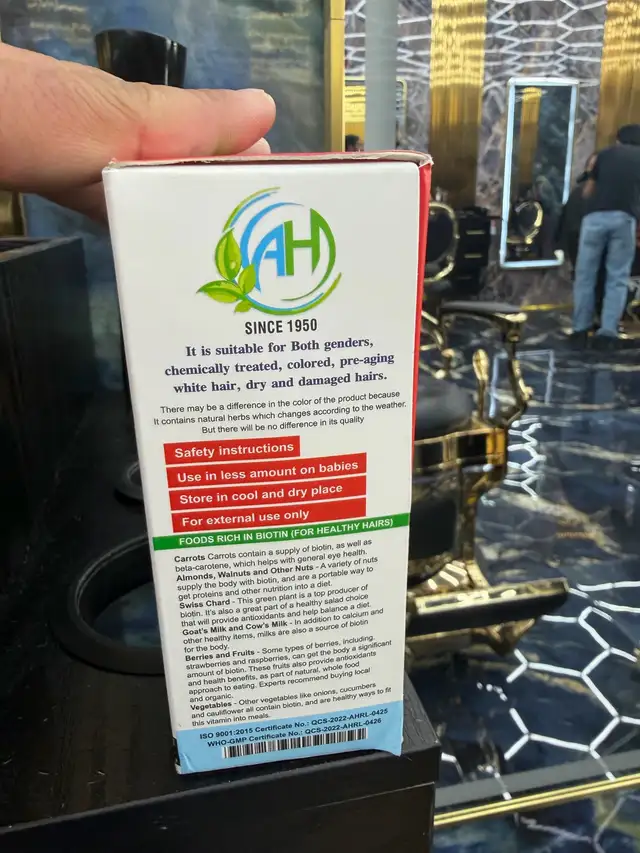 AH
SINCE 1950
It is suitable for Both genders,
chemically treated, colored, pre-aging
white hair, dry and damaged hairs.
There may be a difference in the color of the product because
It contains natural herbs which changes according to the weather.
But there will be no difference in its quality
Safety instructions
Use in less amount on babies
Store in cool and dry place
For external use only
FOODS RICH IN BIOTIN (FOR HEALTHY HAIRS)
Carrots Carrots contain a supply of biotin, as well as
beta-carotene, which helps with general eye health.
Almonds, Walnuts and Other Nuts - A variety of nuts
supply the body with biotin, and are a portable way to
get proteins and other nutrition into a diet.
Swiss Chard - This green plant is a top producer of
biotin. It's also a great part of a healthy salad choice
that will provide antioxidants and help balance a diet.
Goat's Milk and Cow's Milk - In addition to calcium and
other healthy items, milks are also a source of biotin
for the body.
Berries and Fruits - Some types of berries, including,
strawberries and raspberries, can get the body a significant
amount of biotin. These fruits also provide antioxidants
and health benefits, as part of natural, whole food
approach to eating. Experts recommend buying local
and organic.
Vegetables - Other vegetables like onions, cucumbers
and cauliflower all contain biotin, and are healthy ways to fit
this vitamin into meals.
ISO 9001:2015 Certificate No.: QCS-2022-AHRL-0425
WHO-GMP Certificate No.: QCS-2022-AHRL-0426